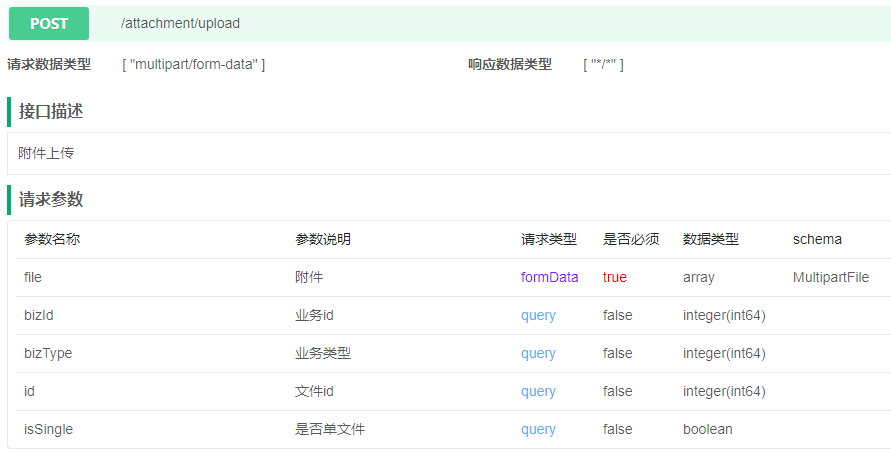 POST /attachment/upload
请求数据类型 [ "multipart/form-data" ] 响应数据类型 [ "*/*" ]
接口描述
附件上传
请求参数
参数名称 参数说明 请求类型 是否必须 数据类型 schema
file 附件 formData true array MultipartFile
bizId 业务id query false integer(int64)
bizType 业务类型 query false integer(int64)
id 文件id query false integer(int64)
isSingle 是否单文件 query false boolean